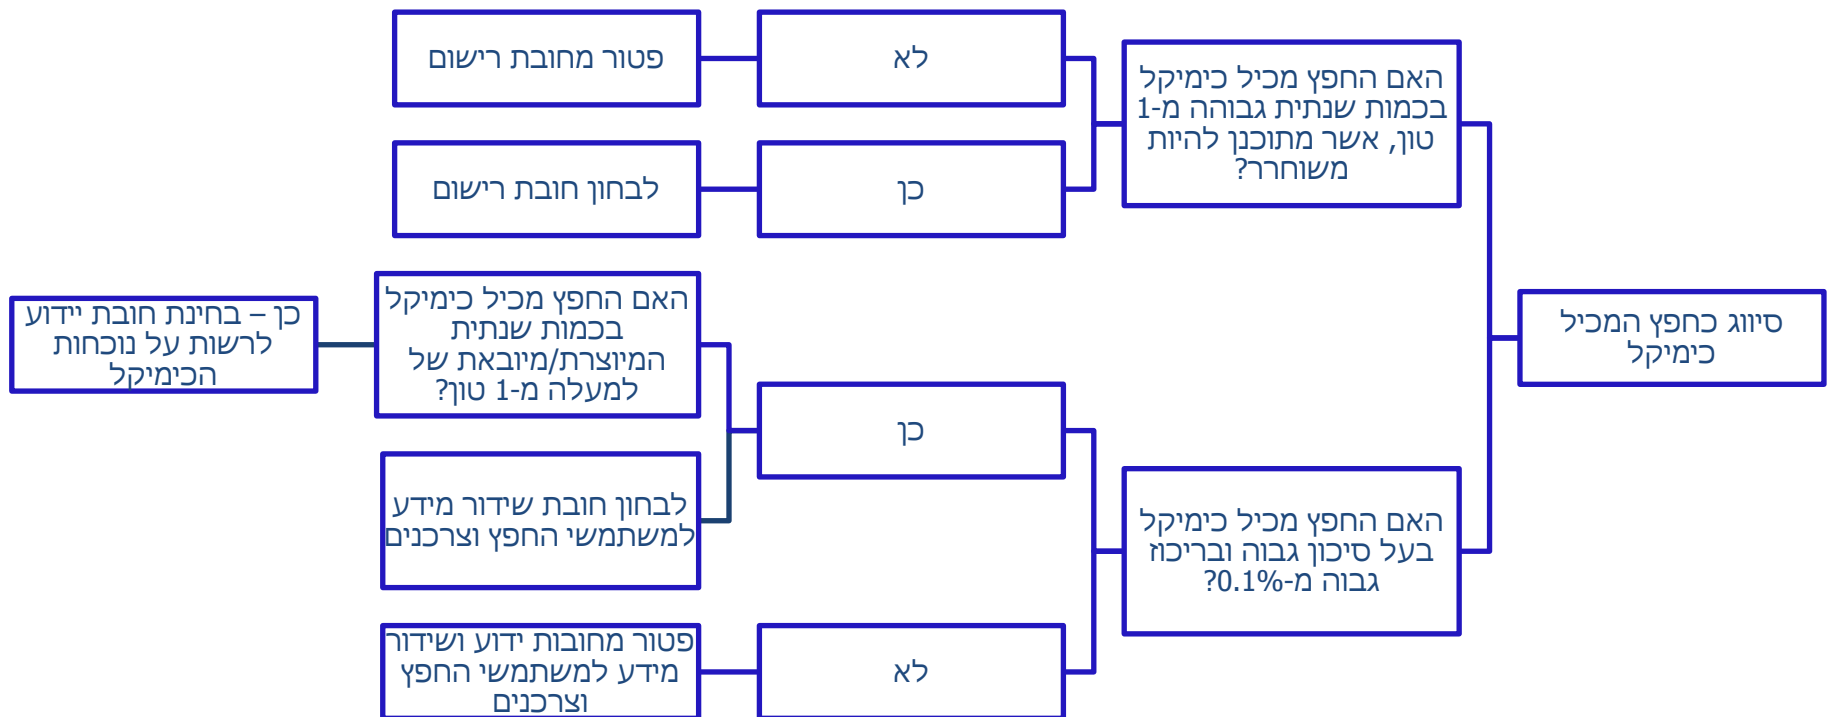 סיווג כחפץ המכיל
כימיקל
האם החפץ מכיל כימיקל
בכמות שנתית גבוהה מ-1
טון, אשר מתוכנן להיות
משוחרר?
לא
פטור מחובת רישום
כן
לבחון חובת רישום
האם החפץ מכיל כימיקל
בעל סיכון גבוה ובריכוז
גבוה מ-0.1%?
כן
האם החפץ מכיל כימיקל
בכמות שנתית
המיוצרת/מיובאת של
למעלה מ-1 טון?
כן – בחינת חובת יידוע
לרשות על נוכחות
הכימיקל
לבחון חובת שידור מידע
למשתמשי החפץ וצרכנים
לא
פטור מחובות ידוע ושידור
מידע למשתמשי החפץ
וצרכנים